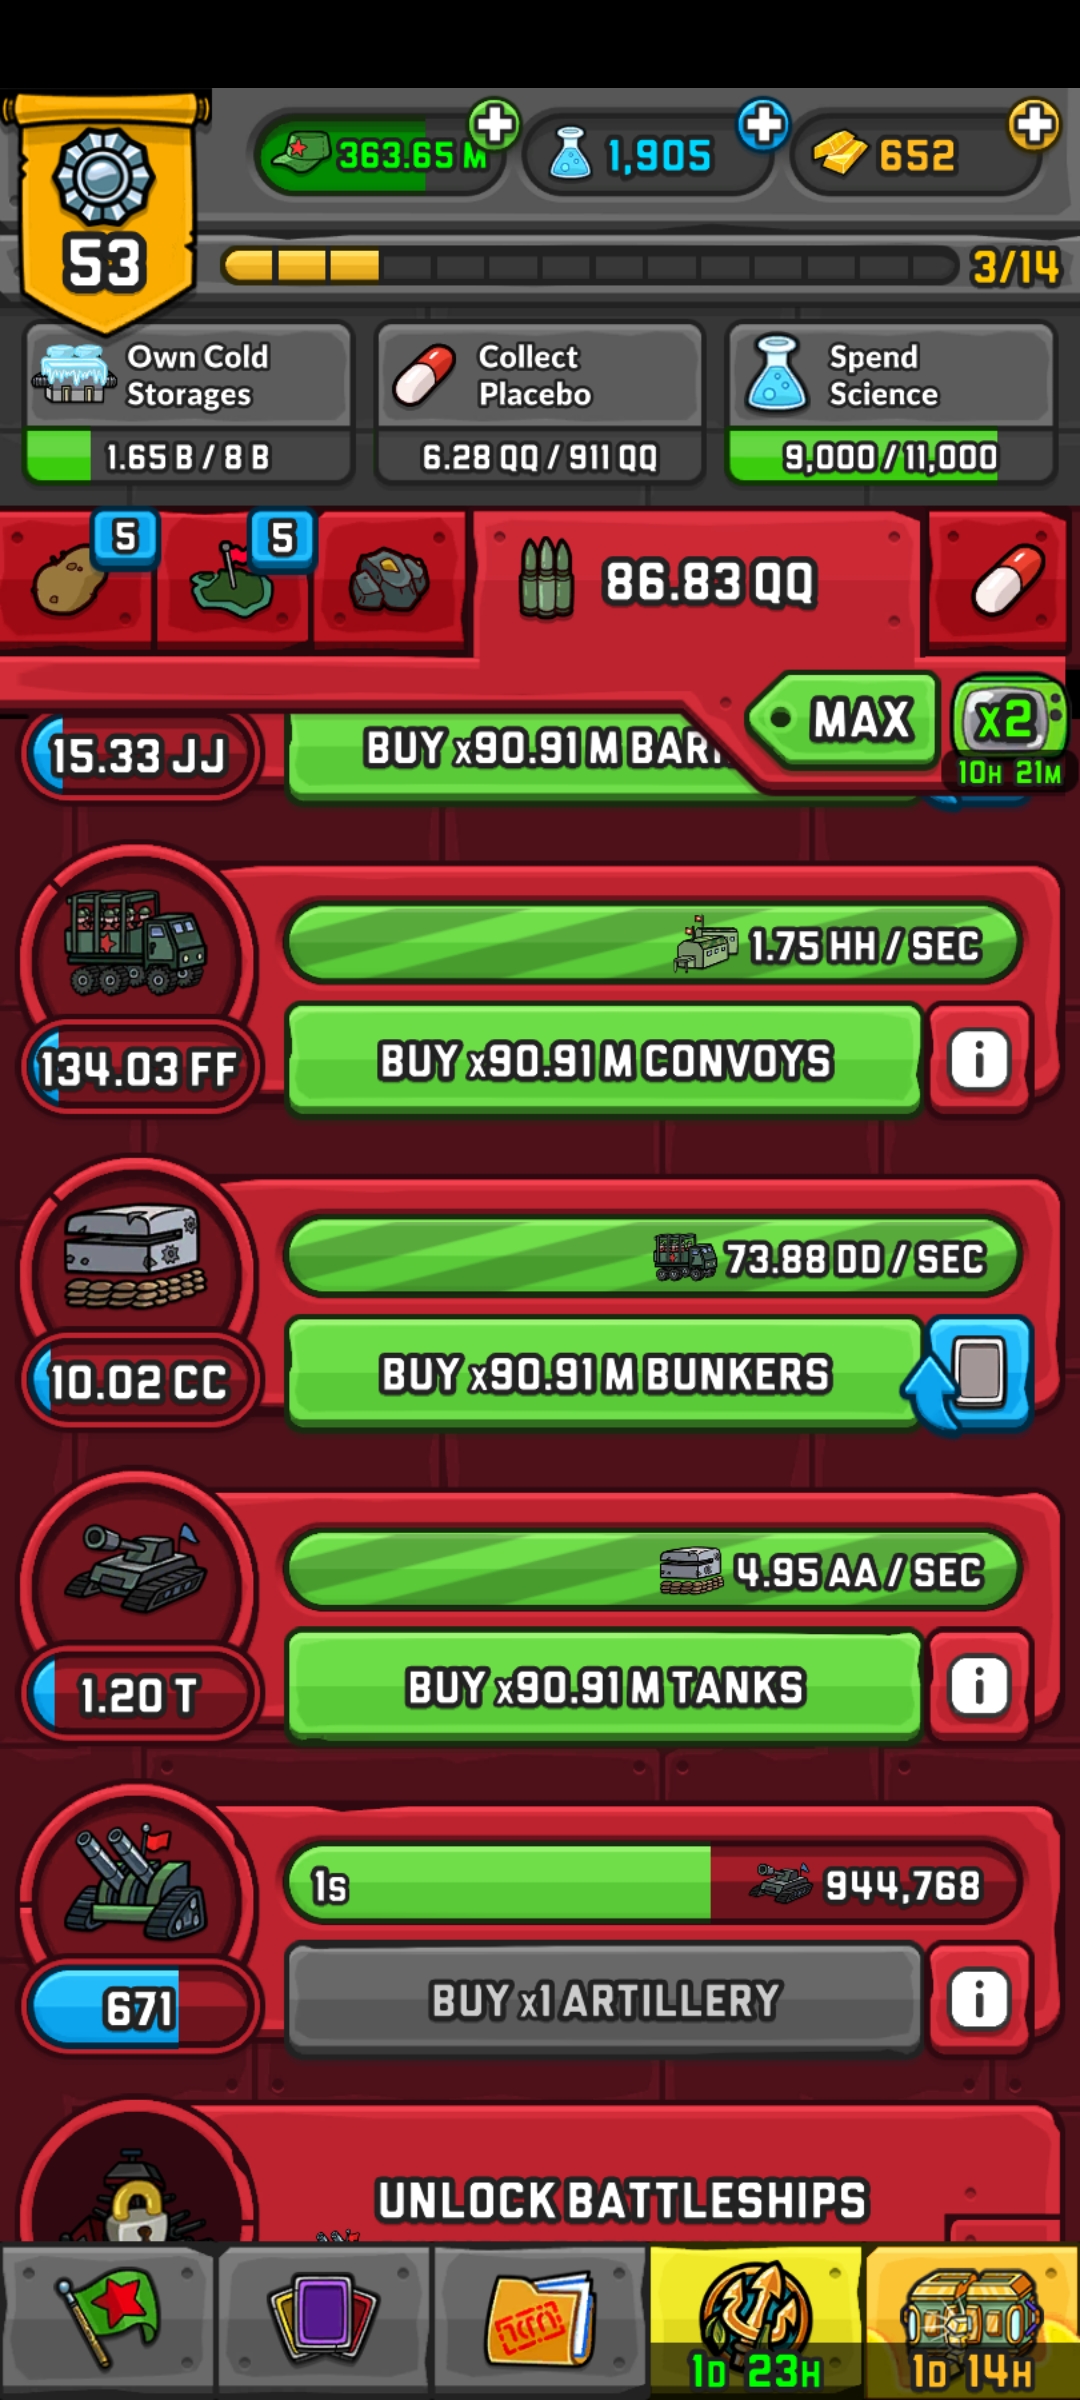 363.65 M
1,905
652
53
3/14
Own Cold
Storages
1.65 B / 8 B
Collect
Placebo
6.28 QQ / 911 QQ
Spend
Science
9,000 / 11,000
5
5
86.83 QQ
MAX
x2
10H 21M
15.33 JJ
BUY x90.91 M
1.75 HH / SEC
134.03 FF
BUY x90.91 M CONVOYS
i
73.88 DD / SEC
10.02 CC
BUY x90.91 M BUNKERS
4.95 AA / SEC
1.20 T
BUY x90.91 M TANKS
i
1s
944,768
671
BUY x1 ARTILLERY
i
UNLOCK BATTLESHIPS
1D 23H
1D 14H